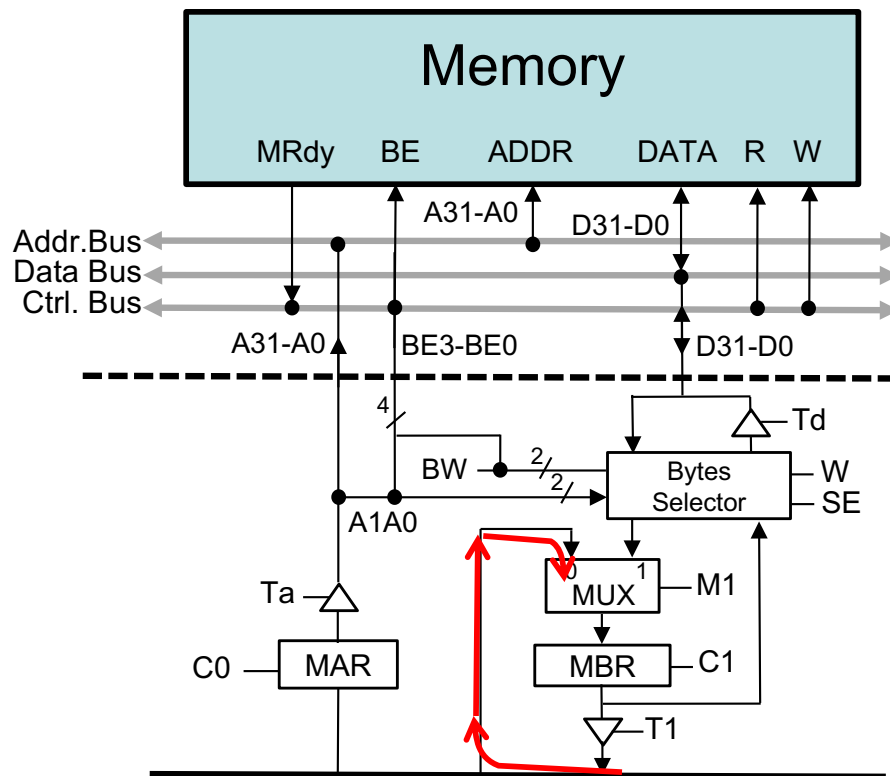 Memory
MRdy BE ADDR DATA R W
A31-A0
D31-D0
Addr.Bus
Data Bus
Ctrl. Bus
A31-A0
BE3-BE0
D31-D0
4
Td
BW
2
Bytes
Selector
W
2
SE
A1A0
0 1
MUX
M1
Ta
C0
MAR
MBR
C1
T1